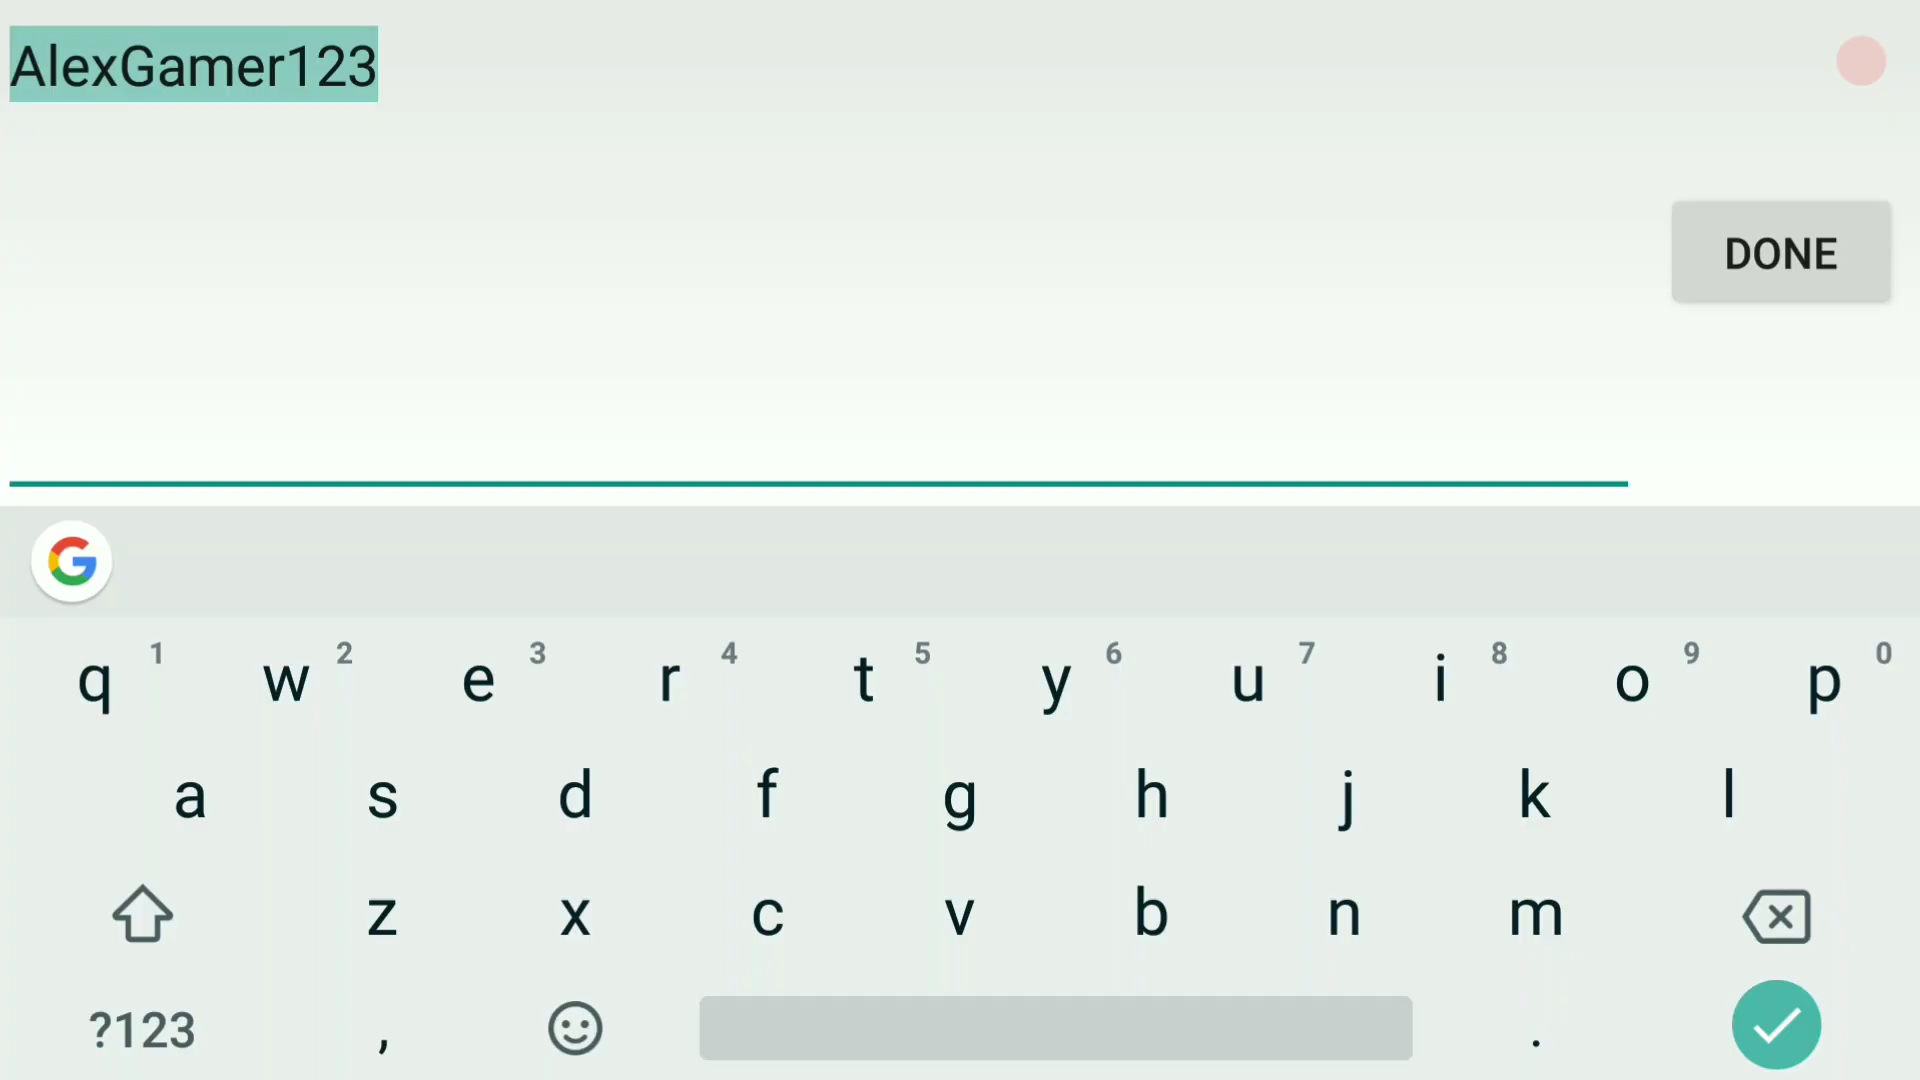 AlexGamer123
DONE
G
q 1 w 2 e 3 r 4 t 5 y 6 u 7 i 8 o 9 p 0
a s d f g h j k l
z x c v b n m
?123 , .